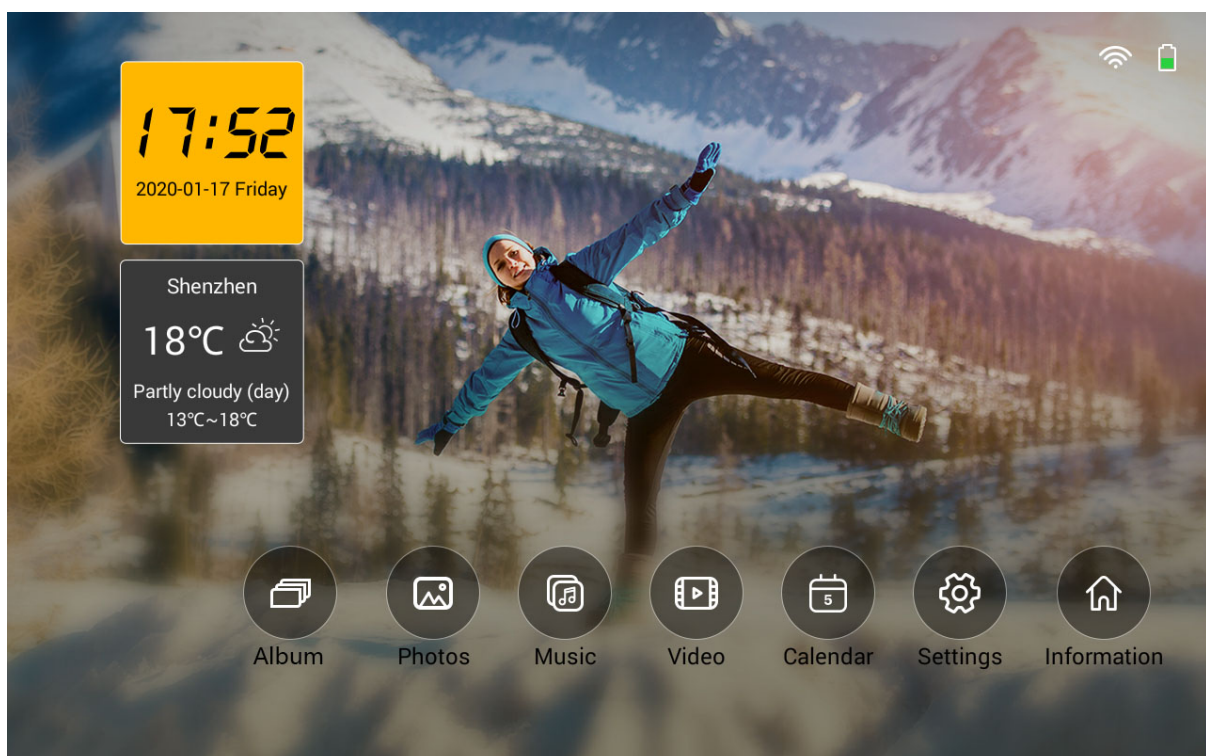 17:52
2020-01-17 Friday
Shenzhen
18℃
Partly cloudy (day)
13℃~18℃
5
Album Photos Music Video Calendar Settings Information